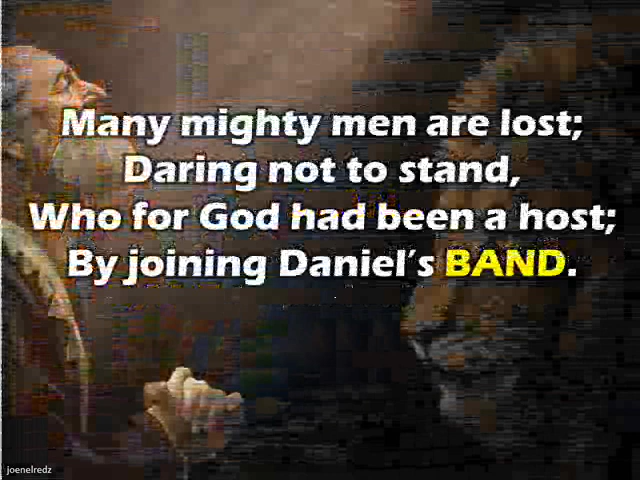 Many mighty men are lost;
Daring not to stand,
Who for God had been a host;
By joining Daniel's BAND.
joenelredz